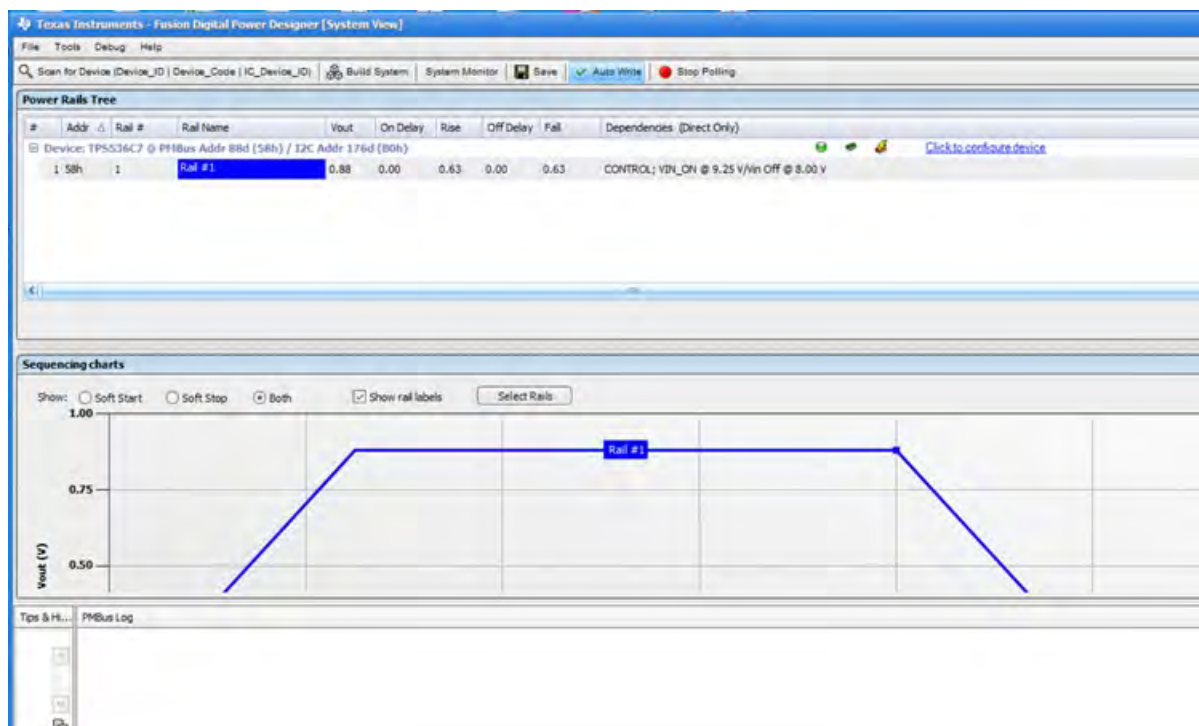 Texas Instruments - Fusion Digital Power Designer [System View]
File Tools Debug Help
Scan for Device (Device_ID | Device_Code | IC_Device_ID) Build System System Monitor Save Auto Write Stop Polling
Power Rails Tree
# Addr Rail # Rail Name Vout On Delay Rise Off Delay Fall Dependencies (Direct Only)
Device: TPS536C7 @ PMBus Addr 88d (58h) / I2C Addr 176d (B0h) Click to configure device
1 58h 1 Rail #1 0.88 0.00 0.63 0.00 0.63 CONTROL; VIN_ON @ 9.25 V/Vin Off @ 8.00 V
Sequencing charts
Show: Soft Start Soft Stop Both Show rail labels Select Rails
1.00
Rail #1
0.75
0.50
Vout (V)
Tips & Hi... PMBus Log